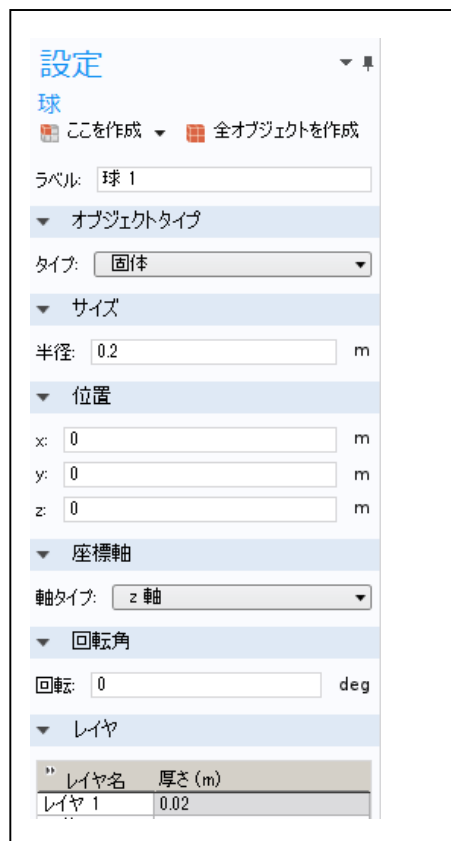 設定
球
ここを作成 全オブジェクトを作成
ラベル: 球 1
オブジェクトタイプ
タイプ: 固体
サイズ
半径: 0.2 m
位置
x: 0 m
y: 0 m
z: 0 m
座標軸
軸タイプ: z 軸
回転角
回転: 0 deg
レイヤ
レイヤ名 厚さ (m)
レイヤ 1 0.02